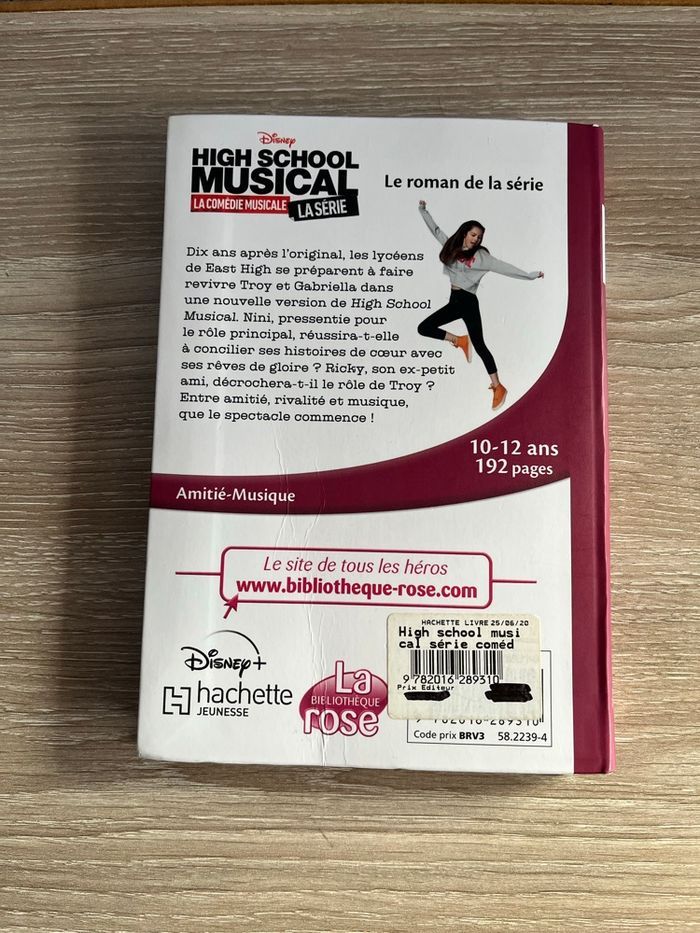 Disney
HIGH SCHOOL
MUSICAL
LA COMÉDIE MUSICALE
LA SÉRIE
Le roman de la série
Dix ans après l'original, les lycéens
de East High se préparent à faire
revivre Troy et Gabriella dans
une nouvelle version de High School
Musical. Nini, pressentie pour
le rôle principal, réussira-t-elle
à concilier ses histoires de cœur avec
ses rêves de gloire ? Ricky, son ex-petit
ami, décrochera-t-il le rôle de Troy ?
Entre amitié, rivalité et musique,
que le spectacle commence !
10-12 ans
192 pages
Amitié-Musique
Le site de tous les héros
www.bibliotheque-rose.com
Disney+
hachette
JEUNESSE
La
BIBLIOTHÈQUE
rose
HACHETTE LIVRE 25/06/20
High school musi
cal série coméd
9 782016 289310
Prix Editeur
9 782016 289310
Code prix BRV3 58.2239-4